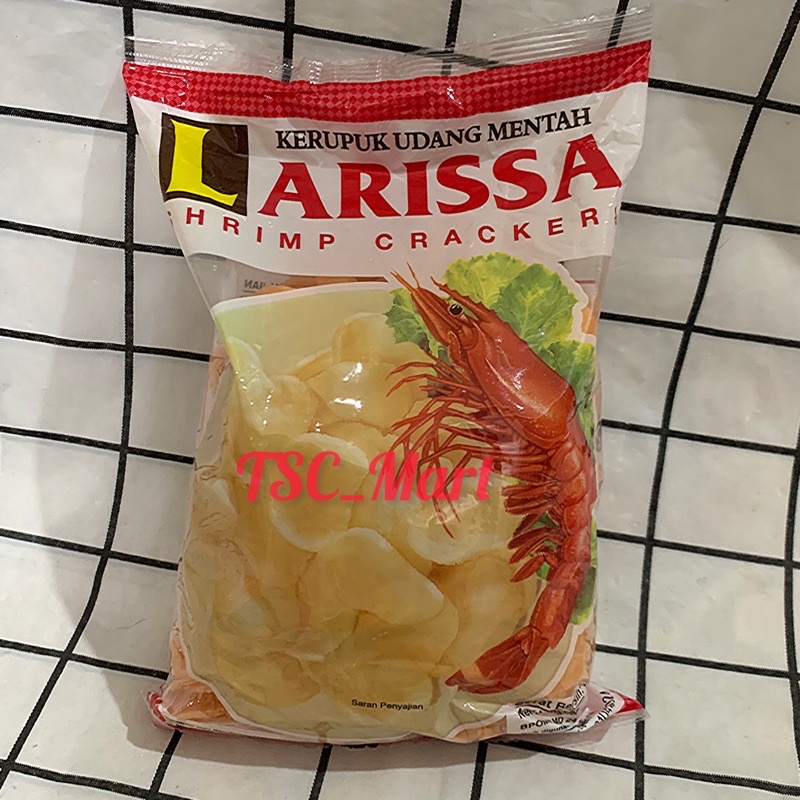 KERUPUK UDANG MENTAH
LARISSA
SHRIMP CRACKERS
TSC_Mart
Saran Penyajian